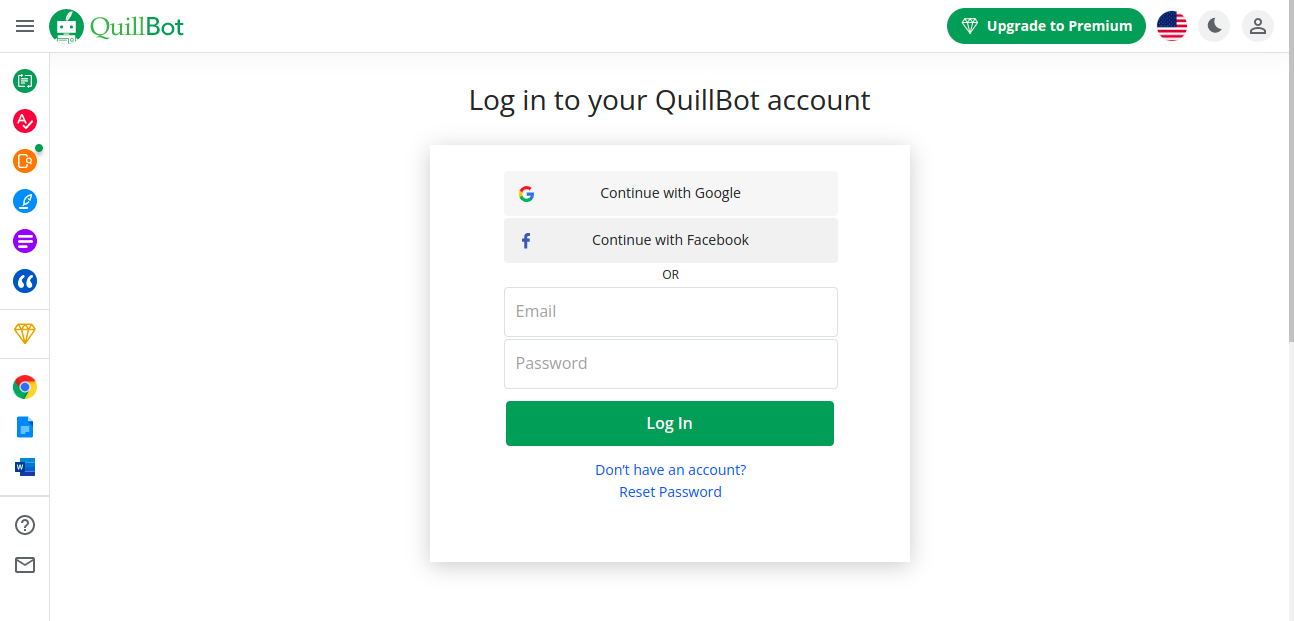 QuillBot
Upgrade to Premium
Log in to your QuillBot account
Continue with Google
Continue with Facebook
OR
Email
Password
Log In
Don't have an account?
Reset Password